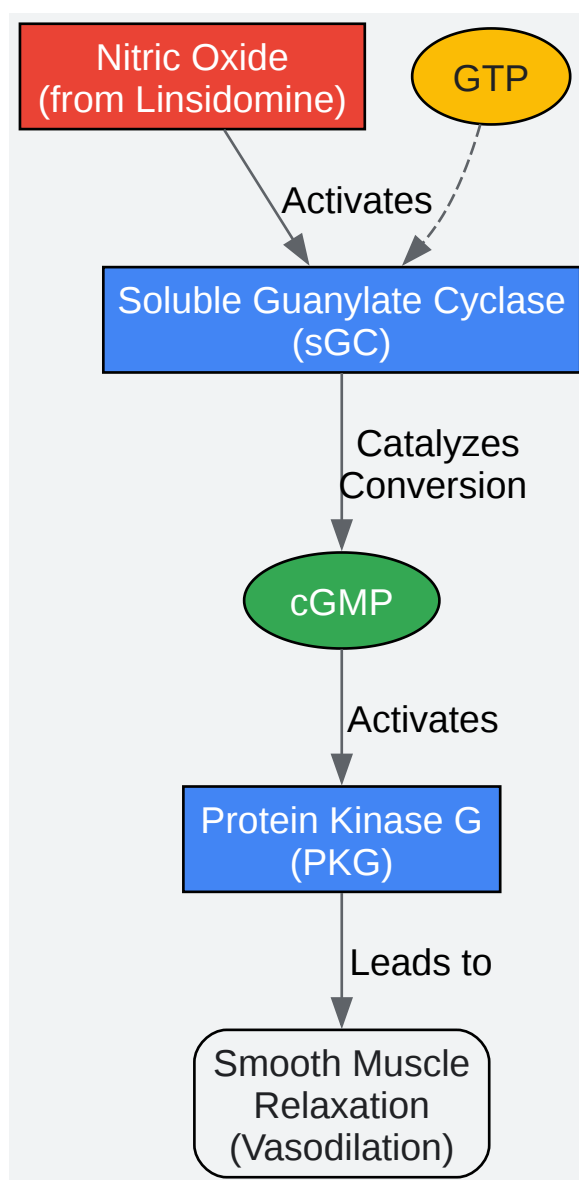 Nitric Oxide
(from Linsidomine)
GTP
Activates
Soluble Guanylate Cyclase
(sGC)
Catalyzes
Conversion
cGMP
Activates
Protein Kinase G
(PKG)
Leads to
Smooth Muscle
Relaxation
(Vasodilation)